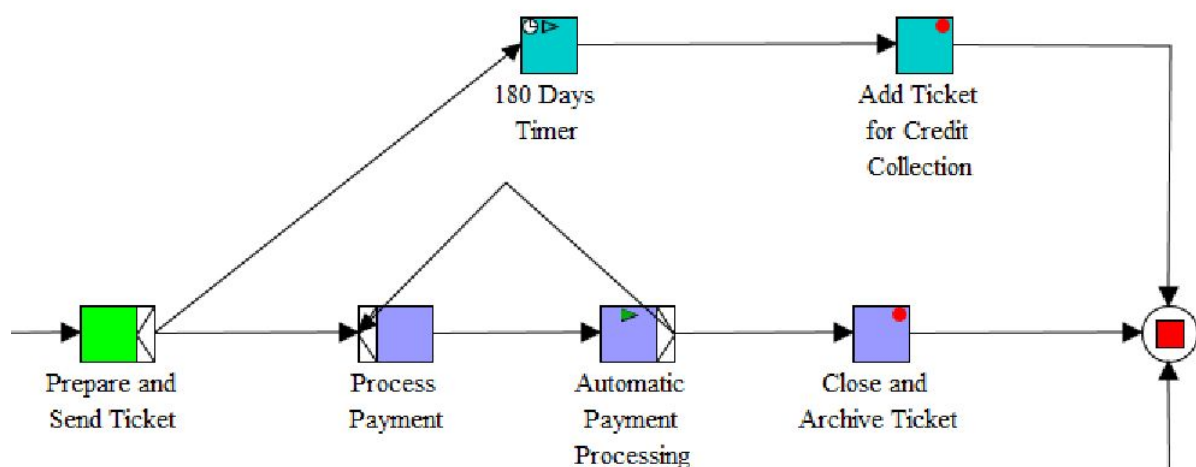 180 Days
Timer
Add Ticket
for Credit
Collection
Prepare and
Send Ticket
Process
Payment
Automatic
Payment
Processing
Close and
Archive Ticket